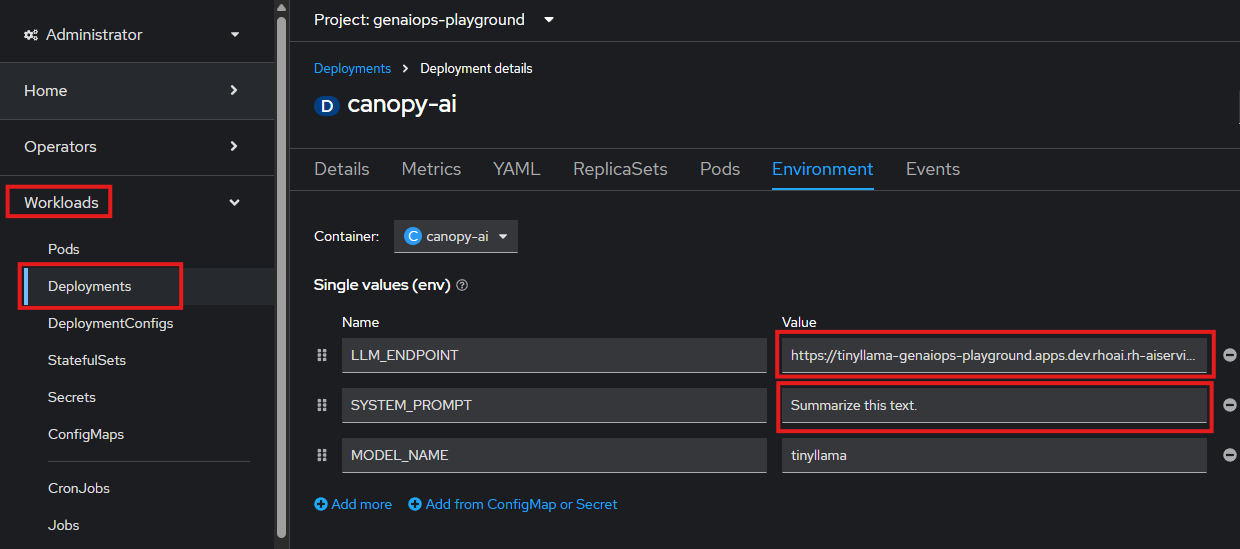 Administrator
Home
Operators
Workloads
Pods
Deployments
DeploymentConfigs
StatefulSets
Secrets
ConfigMaps
CronJobs
Jobs
Project: genaiops-playground
Deployments > Deployment details
D canopy-ai
Details Metrics YAML ReplicaSets Pods Environment Events
Container: C canopy-ai
Single values (env)
Name Value
LLM_ENDPOINT https://tinyllama-genaiops-playground.apps.dev.rhoai.rh-aiservi...
SYSTEM_PROMPT Summarize this text.
MODEL_NAME tinyllama
Add more Add from ConfigMap or Secret